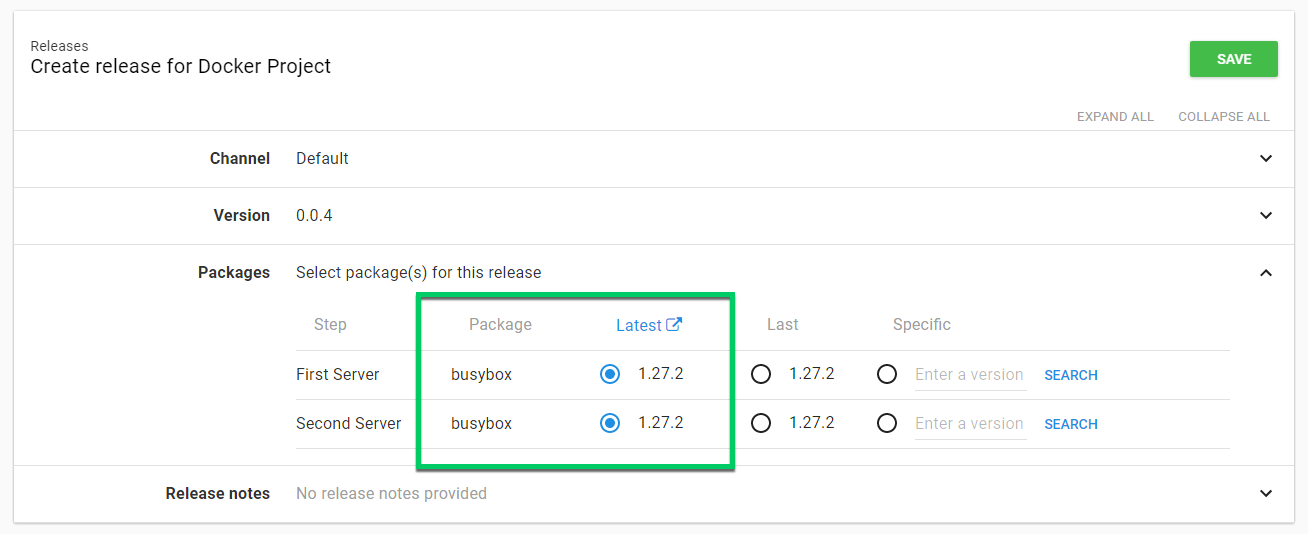 Releases
Create release for Docker Project
SAVE
EXPAND ALL COLLAPSE ALL
Channel Default
Version 0.0.4
Packages Select package(s) for this release
Step Package Latest Last Specific
First Server busybox 1.27.2 1.27.2 Enter a version SEARCH
Second Server busybox 1.27.2 1.27.2 Enter a version SEARCH
Release notes No release notes provided